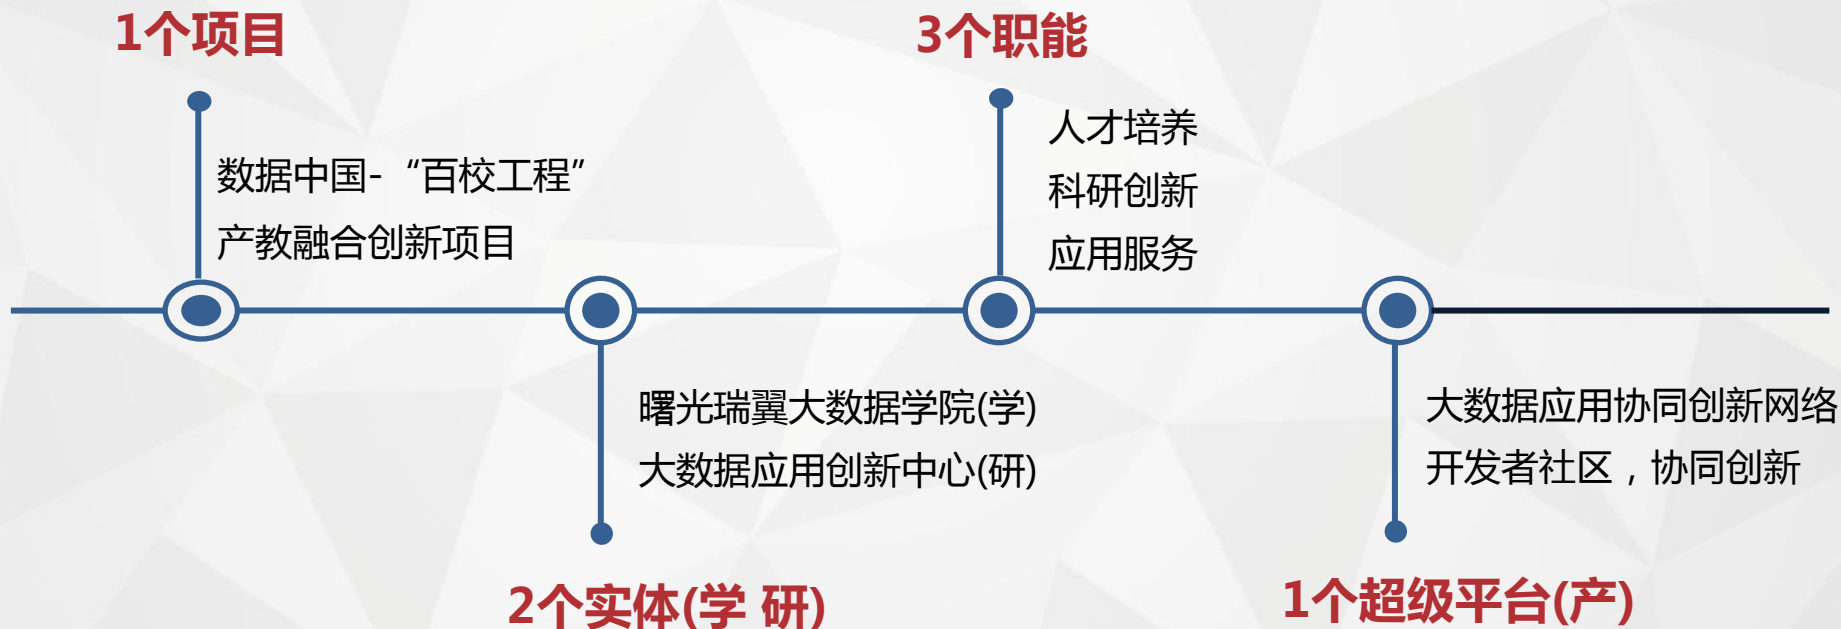 1个项目
数据中国-“百校工程”
产教融合创新项目
2个实体(学 研)
曙光瑞翼大数据学院(学)
大数据应用创新中心(研)
3个职能
人才培养
科研创新
应用服务
1个超级平台(产)
大数据应用协同创新网络
开发者社区，协同创新